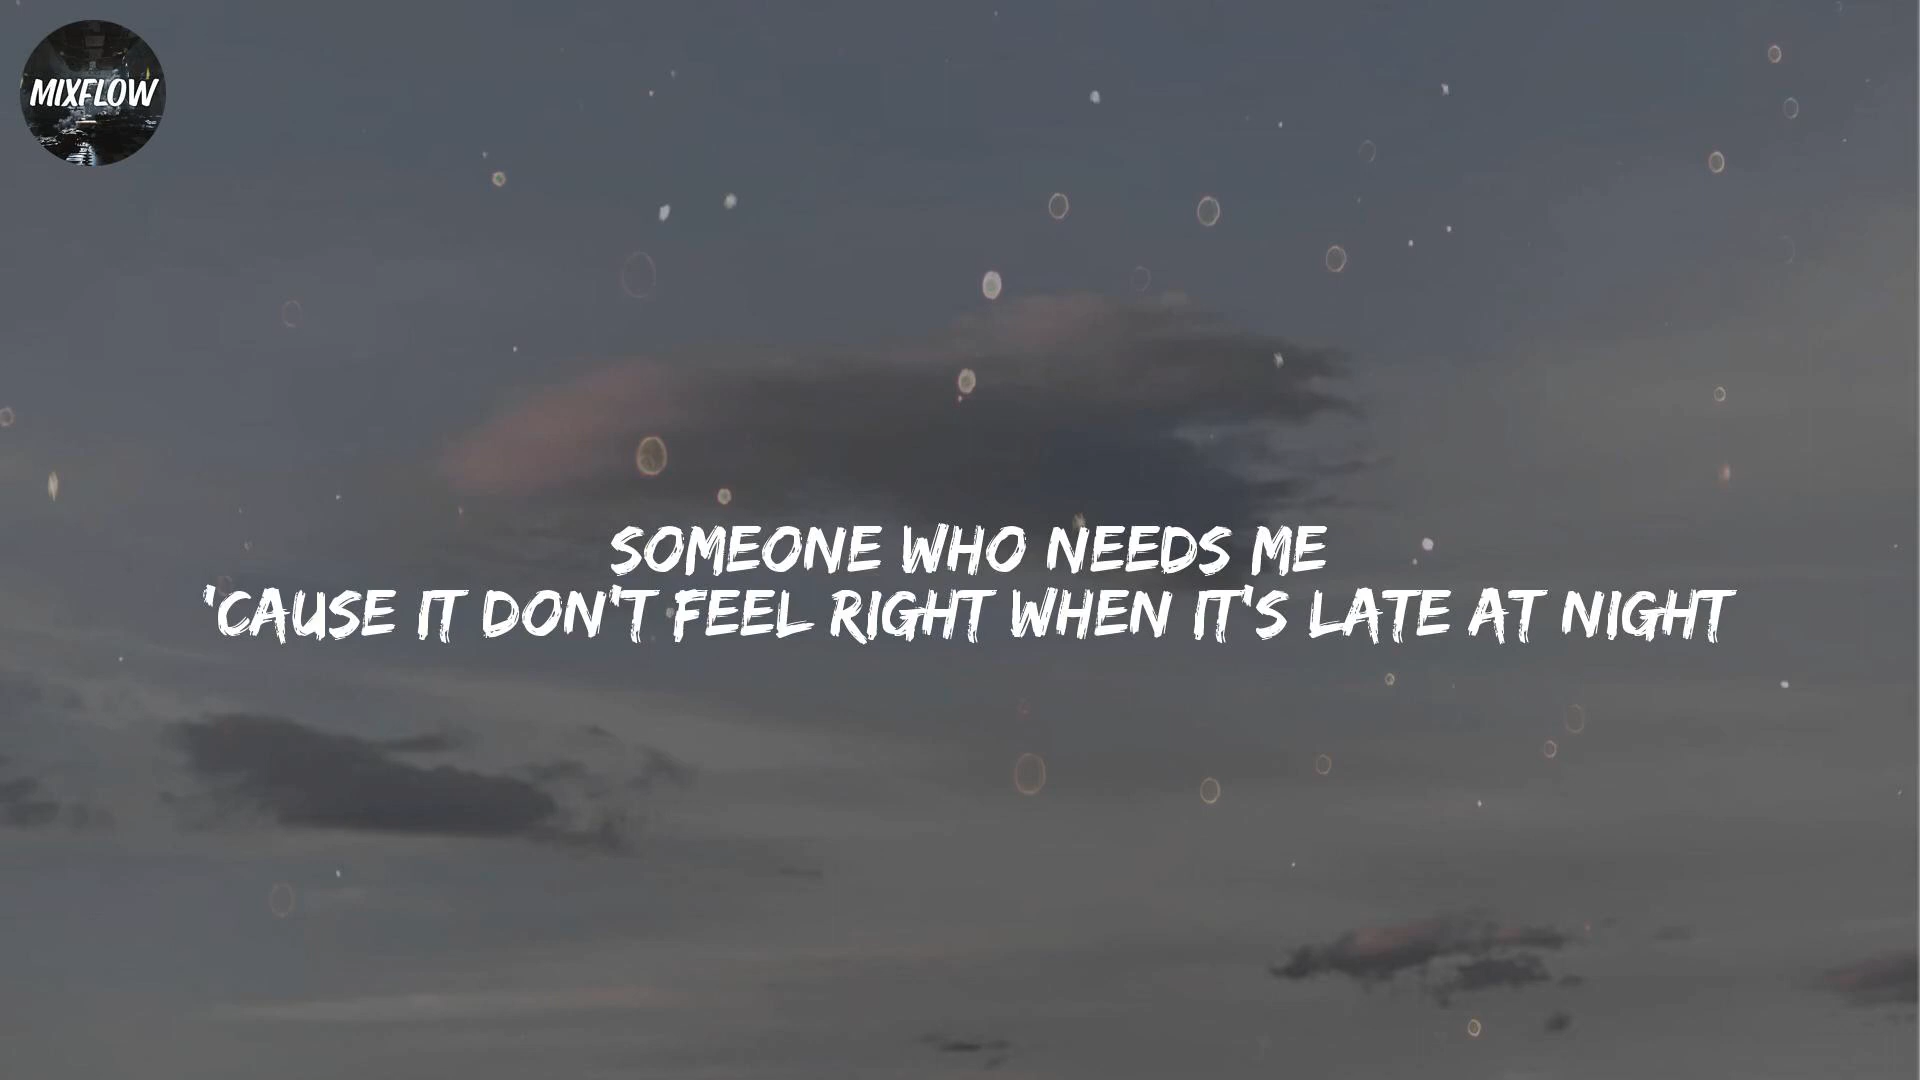 MIXFLOW
SOMEONE WHO NEEDS ME
'CAUSE IT DON'T FEEL RIGHT WHEN IT'S LATE AT NIGHT